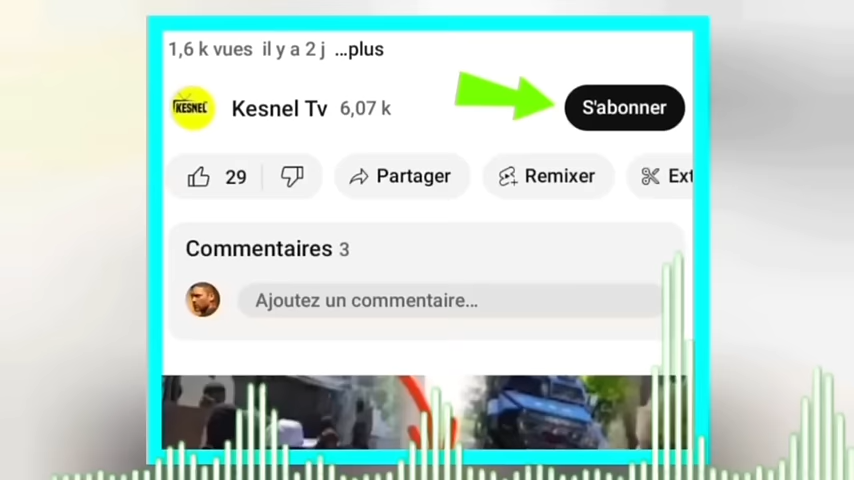 1,6 k vues il y a 2 j ...plus
KESNEL
Kesnel Tv 6,07 k
S'abonner
29
Partager
Remixer
Ext
Commentaires 3
Ajoutez un commentaire...